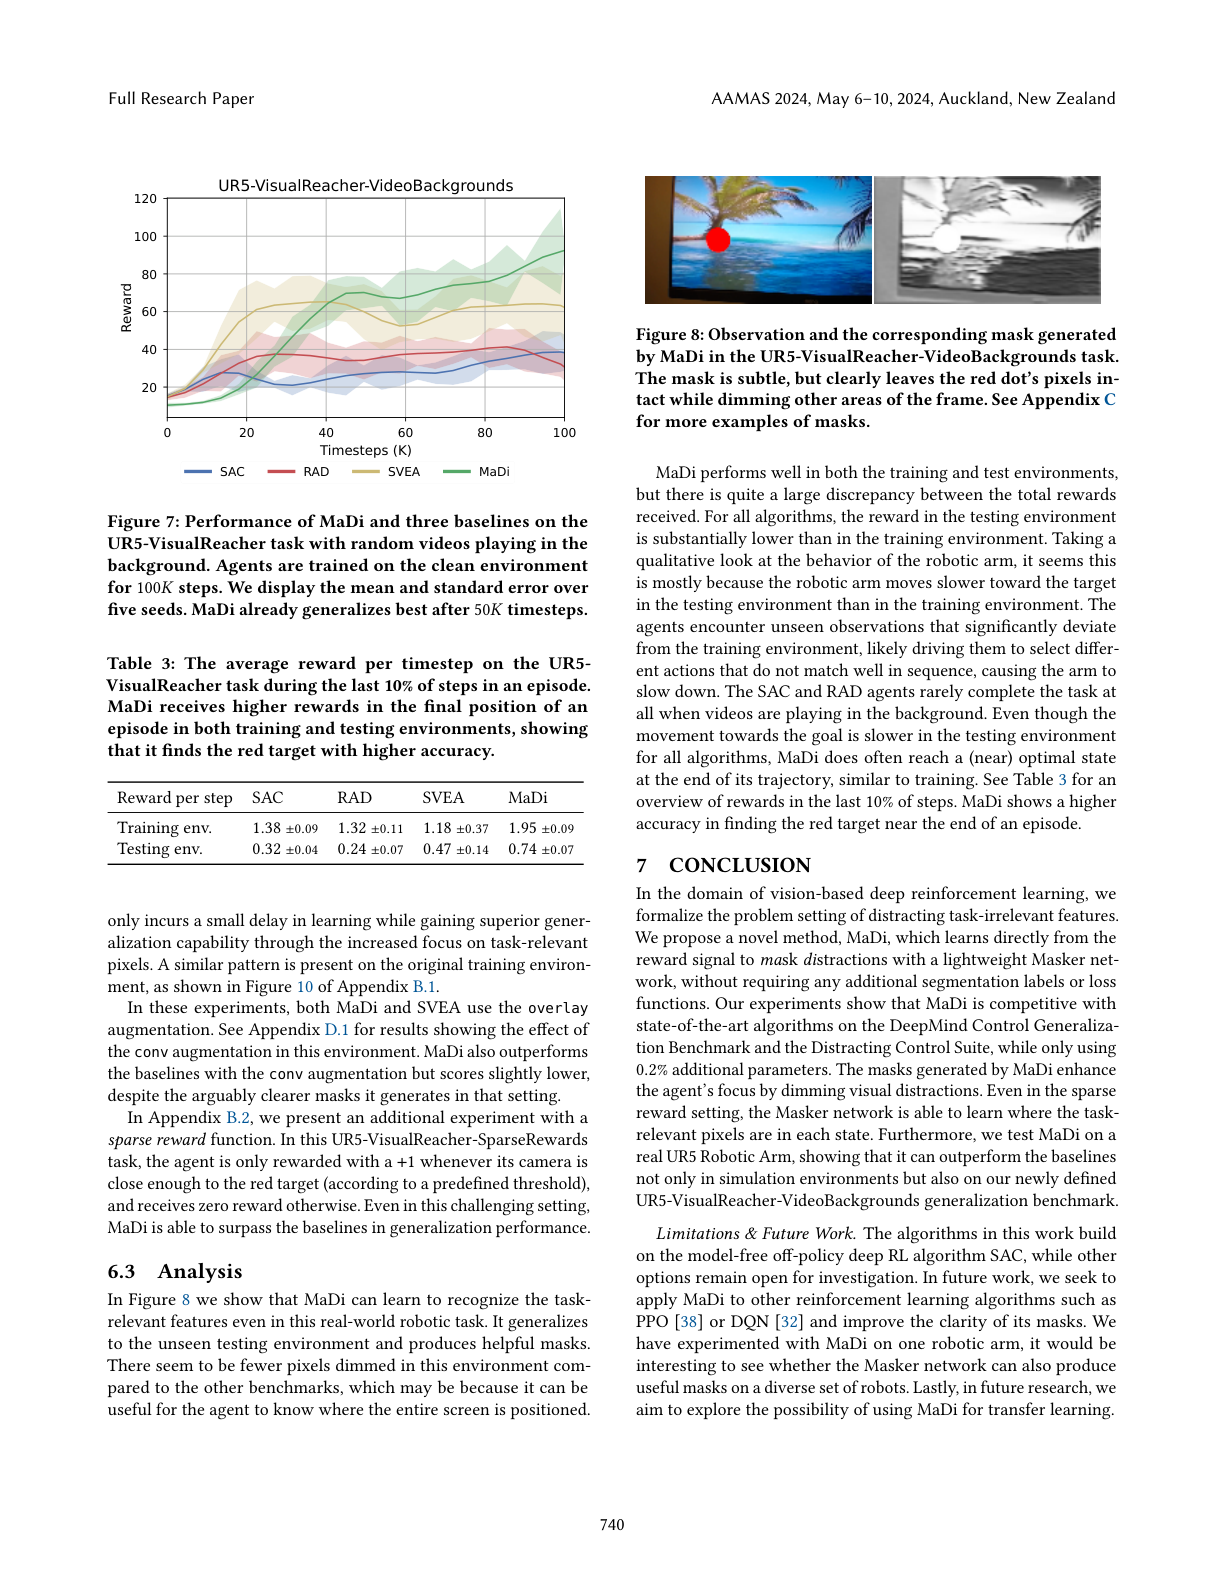 Full Research Paper
AAMAS 2024, May 6–10, 2024, Auckland, New Zealand
UR5-VisualReacher-VideoBackgrounds
120
100
80
60
40
20
Reward
0
20
40
60
80
100
Timesteps (K)
SAC
RAD
SVEA
MaDi
Figure 7: Performance of MaDi and three baselines on the
UR5-VisualReacher task with random videos playing in the
background. Agents are trained on the clean environment
for 100K steps. We display the mean and standard error over
five seeds. MaDi already generalizes best after 50K timesteps.
Table 3: The average reward per timestep on the UR5-
VisualReacher task during the last 10% of steps in an episode.
MaDi receives higher rewards in the final position of an
episode in both training and testing environments, showing
that it finds the red target with higher accuracy.
Reward per step SAC RAD SVEA MaDi
Training env. 1.38 ±0.09 1.32 ±0.11 1.18 ±0.37 1.95 ±0.09
Testing env. 0.32 ±0.04 0.24 ±0.07 0.47 ±0.14 0.74 ±0.07
only incurs a small delay in learning while gaining superior gener-
alization capability through the increased focus on task-relevant
pixels. A similar pattern is present on the original training environ-
ment, as shown in Figure 10 of Appendix B.1.
In these experiments, both MaDi and SVEA use the overlay
augmentation. See Appendix D.1 for results showing the effect of
the conv augmentation in this environment. MaDi also outperforms
the baselines with the conv augmentation but scores slightly lower,
despite the arguably clearer masks it generates in that setting.
In Appendix B.2, we present an additional experiment with a
sparse reward function. In this UR5-VisualReacher-SparseRewards
task, the agent is only rewarded with a +1 whenever its camera is
close enough to the red target (according to a predefined threshold),
and receives zero reward otherwise. Even in this challenging setting,
MaDi is able to surpass the baselines in generalization performance.
6.3 Analysis
In Figure 8 we show that MaDi can learn to recognize the task-
relevant features even in this real-world robotic task. It generalizes
to the unseen testing environment and produces helpful masks.
There seem to be fewer pixels dimmed in this environment com-
pared to the other benchmarks, which may be because it can be
useful for the agent to know where the entire screen is positioned.
Figure 8: Observation and the corresponding mask generated
by MaDi in the UR5-VisualReacher-VideoBackgrounds task.
The mask is subtle, but clearly leaves the red dot's pixels in-
tact while dimming other areas of the frame. See Appendix C
for more examples of masks.
MaDi performs well in both the training and test environments,
but there is quite a large discrepancy between the total rewards
received. For all algorithms, the reward in the testing environment
is substantially lower than in the training environment. Taking a
qualitative look at the behavior of the robotic arm, it seems this
is mostly because the robotic arm moves slower toward the target
in the testing environment than in the training environment. The
agents encounter unseen observations that significantly deviate
from the training environment, likely driving them to select differ-
ent actions that do not match well in sequence, causing the arm to
slow down. The SAC and RAD agents rarely complete the task at
all when videos are playing in the background. Even though the
movement towards the goal is slower in the testing environment
for all algorithms, MaDi does often reach a (near) optimal state
at the end of its trajectory, similar to training. See Table 3 for an
overview of rewards in the last 10% of steps. MaDi shows a higher
accuracy in finding the red target near the end of an episode.
7 CONCLUSION
In the domain of vision-based deep reinforcement learning, we
formalize the problem setting of distracting task-irrelevant features.
We propose a novel method, MaDi, which learns directly from the
reward signal to mask distractions with a lightweight Masker net-
work, without requiring any additional segmentation labels or loss
functions. Our experiments show that MaDi is competitive with
state-of-the-art algorithms on the DeepMind Control Generaliza-
tion Benchmark and the Distracting Control Suite, while only using
0.2% additional parameters. The masks generated by MaDi enhance
the agent's focus by dimming visual distractions. Even in the sparse
reward setting, the Masker network is able to learn where the task-
relevant pixels are in each state. Furthermore, we test MaDi on a
real UR5 Robotic Arm, showing that it can outperform the baselines
not only in simulation environments but also on our newly defined
UR5-VisualReacher-VideoBackgrounds generalization benchmark.
Limitations & Future Work. The algorithms in this work build
on the model-free off-policy deep RL algorithm SAC, while other
options remain open for investigation. In future work, we seek to
apply MaDi to other reinforcement learning algorithms such as
PPO [38] or DQN [32] and improve the clarity of its masks. We
have experimented with MaDi on one robotic arm, it would be
interesting to see whether the Masker network can also produce
useful masks on a diverse set of robots. Lastly, in future research, we
aim to explore the possibility of using MaDi for transfer learning.
740